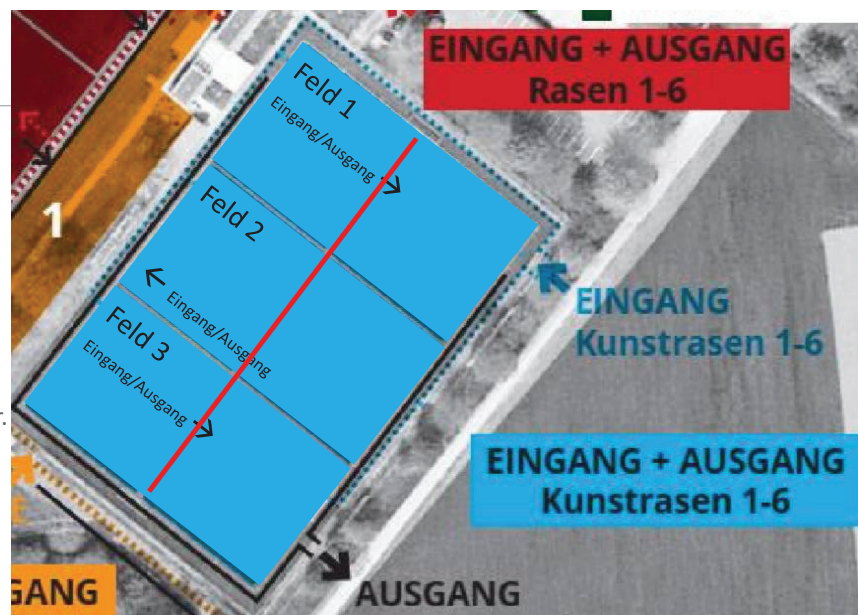 EINGANG + AUSGANG
Rasen 1-6
Feld 1
Eingang/Ausgang
1
Feld 2
Eingang/Ausgang
EINGANG
Kunstrasen 1-6
Feld 3
Eingang/Ausgang
EINGANG + AUSGANG
Kunstrasen 1-6
GANG
AUSGANG